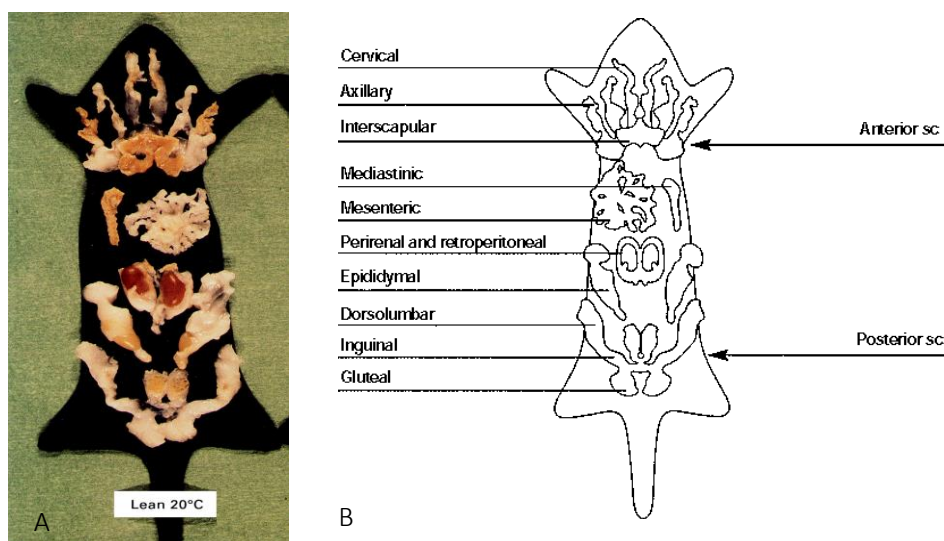 Lean 20°C
A
Cervical
Axillary
Interscapular
Mediastinic
Mesenteric
Perirenal and retroperitoneal
Epididymal
Dorsolumbar
Inguinal
Gluteal
Anterior sc
Posterior sc
B